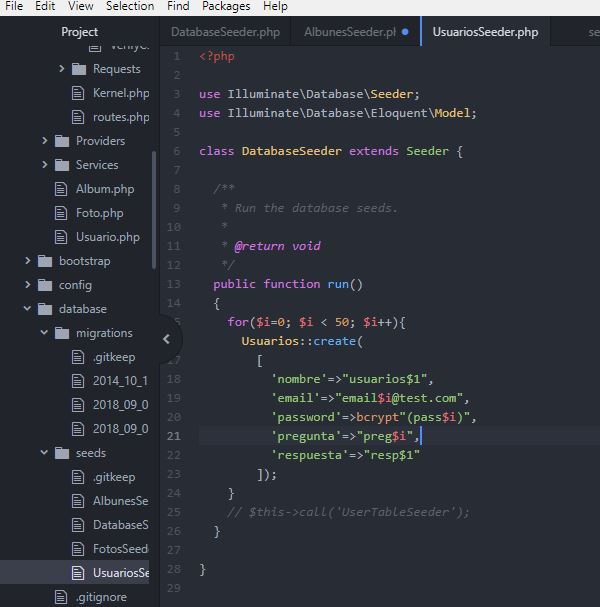 File Edit View Selection Find Packages
Project
DatabaseSeeder.php AlbunesSeeder.pl UsuariosSeeder.php se
Requests
Kernel.php
routes.php
Providers
Services
Album.php
Foto.php
Usuario.php
bootstrap
config
database
migrations
.gitkeep
2014_10_1
2018_09_0
2018_09_0
seeds
.gitkeep
AlbunesSe
DatabaseS
FotosSeed
UsuariosSe
.gitignore
1 <?php
2
3 use Illuminate\Database\Seeder;
4 use Illuminate\Database\Eloquent\Model;
5
6 class DatabaseSeeder extends Seeder {
7
8 /**
9 * Run the database seeds.
10 *
11 * @return void
12 */
13 public function run()
14 {
for($i=0; $i < 50; $i++){
Usuarios::create(
[
18 'nombre'=>"usuarios$1",
19 'email'=>"email$i@test.com",
20 'password'=>bcrypt"(pass$i)",
21 'pregunta'=>"preg$i",
22 'respuesta'=>"resp$1"
23 ]);
24 }
25 // $this->call('UserTableSeeder');
26 }
27
28 }
29